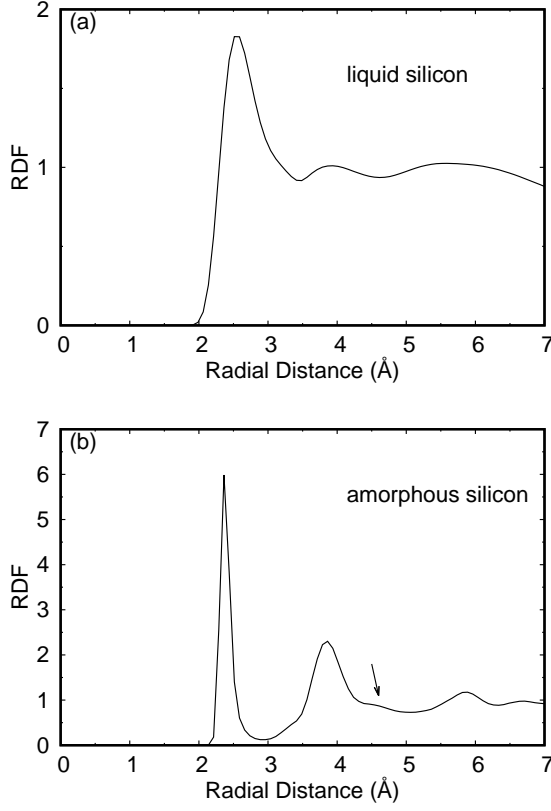 (a)
liquid silicon
RDF
2
1
0
0 1 2 3 4 5 6 7
Radial Distance (Å)
(b)
amorphous silicon
RDF
7
6
5
4
3
2
1
0
0 1 2 3 4 5 6 7
Radial Distance (Å)